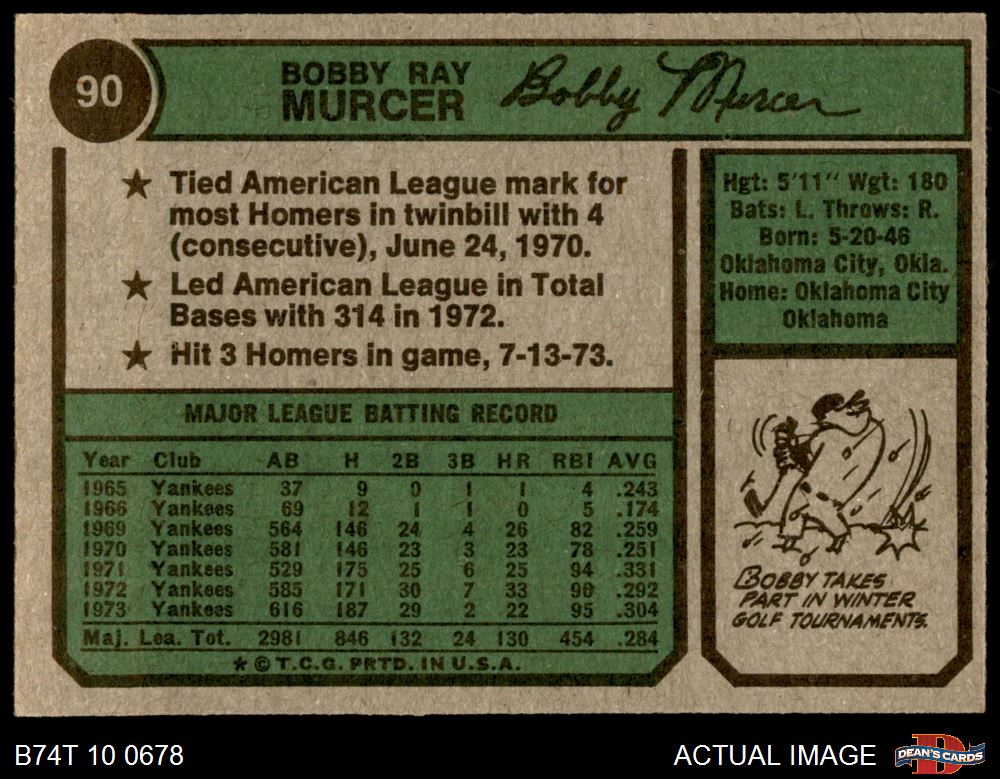 90
BOBBY RAY
MURCER
Bobby Murcer
★ Tied American League mark for
most Homers in twinbill with 4
(consecutive), June 24, 1970.
★ Led American League in Total
Bases with 314 in 1972.
★ Hit 3 Homers in game, 7-13-73.
Hgt: 5'11" Wgt: 180
Bats: L. Throws: R.
Born: 5-20-46
Oklahoma City, Okla.
Home: Oklahoma City
Oklahoma
MAJOR LEAGUE BATTING RECORD
Year Club AB H 2B 3B HR RBI AVG
1965 Yankees 37 9 0 1 1 4 .243
1966 Yankees 69 12 1 1 0 5 .174
1969 Yankees 564 146 24 4 26 82 .259
1970 Yankees 581 146 23 3 23 78 .251
1971 Yankees 529 175 25 6 25 94 .331
1972 Yankees 585 171 30 7 33 96 .292
1973 Yankees 616 187 29 2 22 95 .304
Maj. Lea. Tot. 2981 846 132 24 130 454 .284
★ © T.C.G. PRTD. IN U.S.A.
BOBBY TAKES
PART IN WINTER
GOLF TOURNAMENTS.
B74T 10 0678
ACTUAL IMAGE
D
DEAN'S CARDS